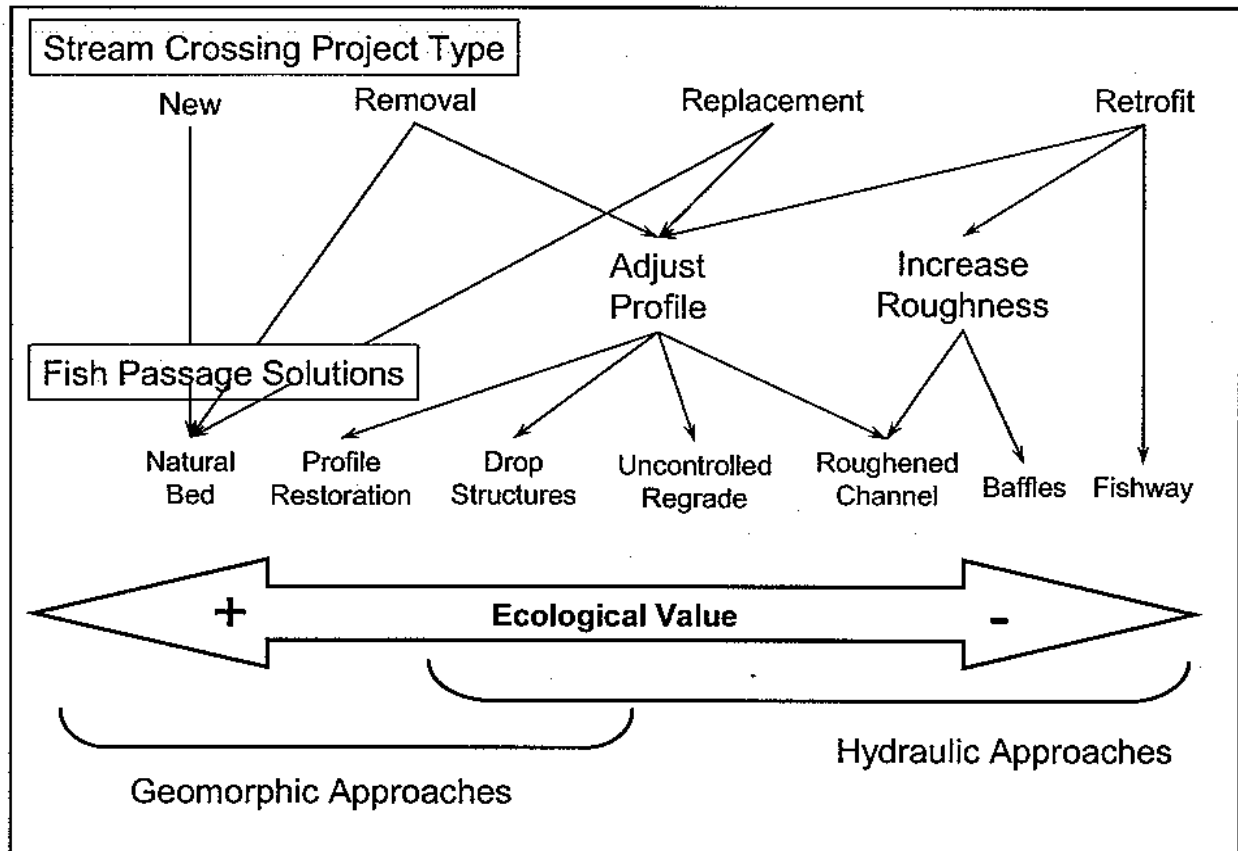 Stream Crossing Project Type
New
Removal
Replacement
Retrofit
Adjust
Profile
Increase
Roughness
Fish Passage Solutions
Natural
Bed
Profile
Restoration
Drop
Structures
Uncontrolled
Regrade
Roughened
Channel
Baffles
Fishway
+
Ecological Value
-
Hydraulic Approaches
Geomorphic Approaches